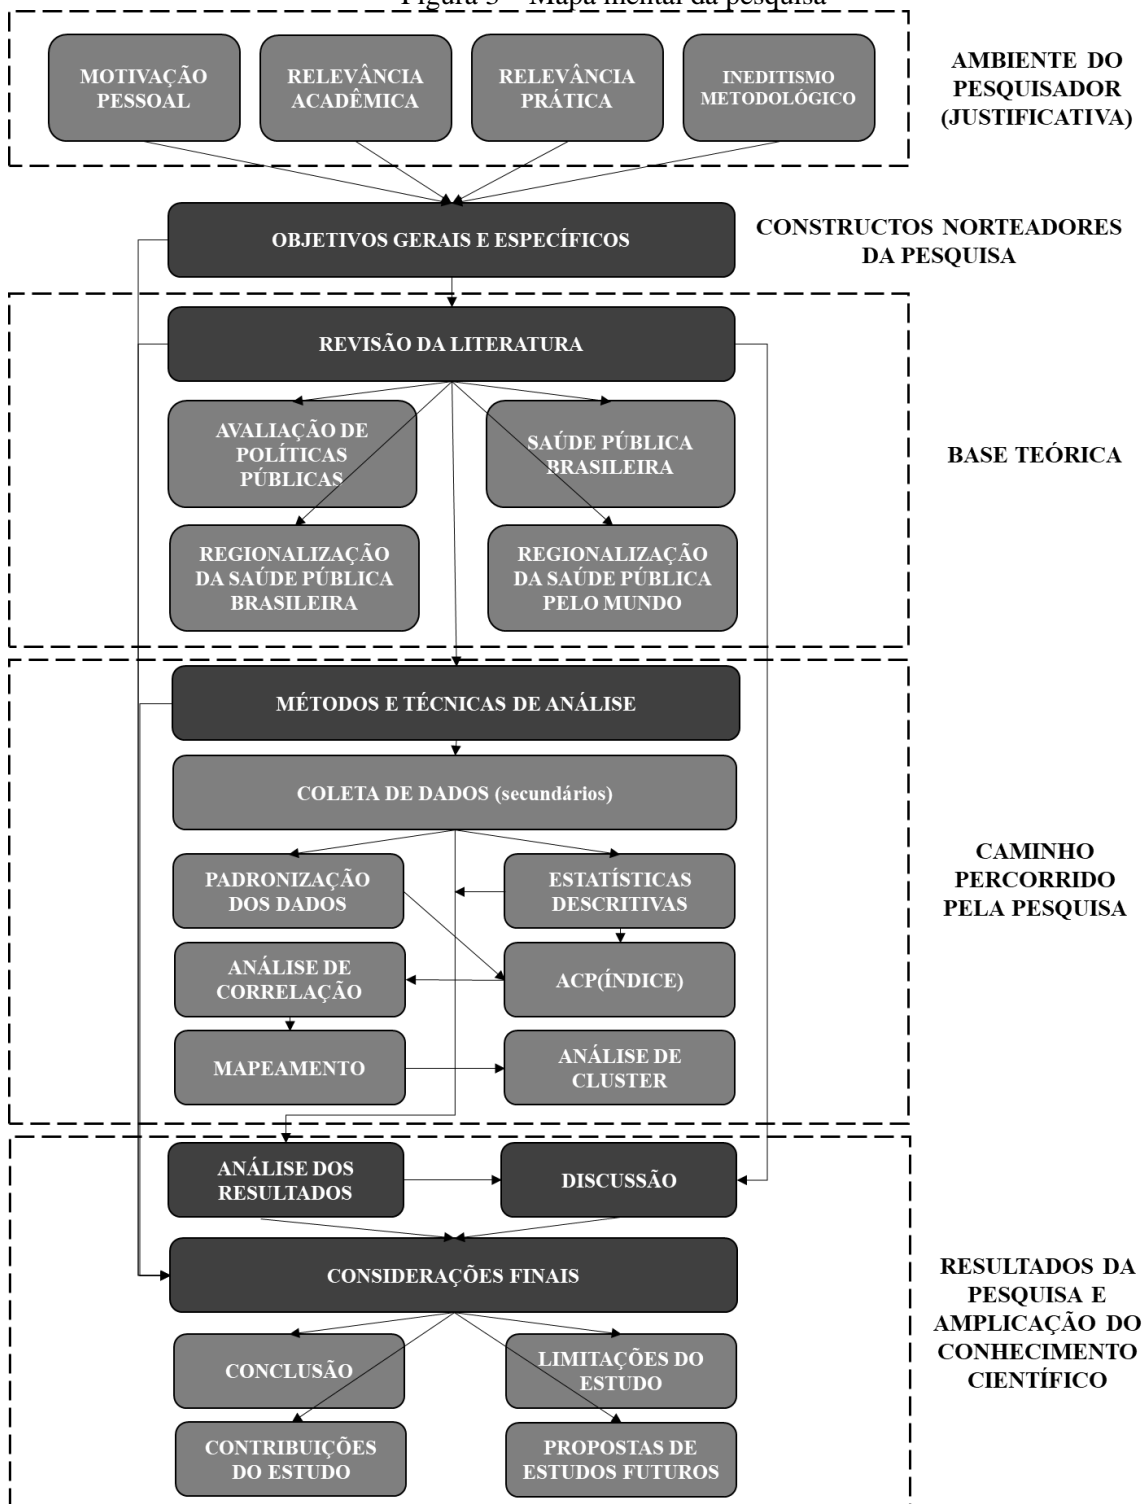 Figura 3 – Mapa mental da pesquisa
MOTIVAÇÃO
PESSOAL
RELEVÂNCIA
ACADÊMICA
RELEVÂNCIA
PRÁTICA
INEDITISMO
METODOLÓGICO
AMBIENTE DO
PESQUISADOR
(JUSTIFICATIVA)
OBJETIVOS GERAIS E ESPECÍFICOS
CONSTRUCTOS NORTEADORES
DA PESQUISA
REVISÃO DA LITERATURA
AVALIAÇÃO DE
POLÍTICAS
PÚBLICAS
SAÚDE PÚBLICA
BRASILEIRA
BASE TEÓRICA
REGIONALIZAÇÃO
DA SAÚDE PÚBLICA
BRASILEIRA
REGIONALIZAÇÃO
DA SAÚDE PÚBLICA
PELO MUNDO
MÉTODOS E TÉCNICAS DE ANÁLISE
COLETA DE DADOS (secundários)
PADRONIZAÇÃO
DOS DADOS
ESTATÍSTICAS
DESCRITIVAS
CAMINHO
PERCORRIDO
PELA PESQUISA
ANÁLISE DE
CORRELAÇÃO
ACP(ÍNDICE)
MAPEAMENTO
ANÁLISE DE
CLUSTER
ANÁLISE DOS
RESULTADOS
DISCUSSÃO
CONSIDERAÇÕES FINAIS
RESULTADOS DA
PESQUISA E
AMPLICAÇÃO DO
CONHECIMENTO
CIENTÍFICO
CONCLUSÃO
LIMITAÇÕES DO
ESTUDO
CONTRIBUIÇÕES
DO ESTUDO
PROPOSTAS DE
ESTUDOS FUTUROS